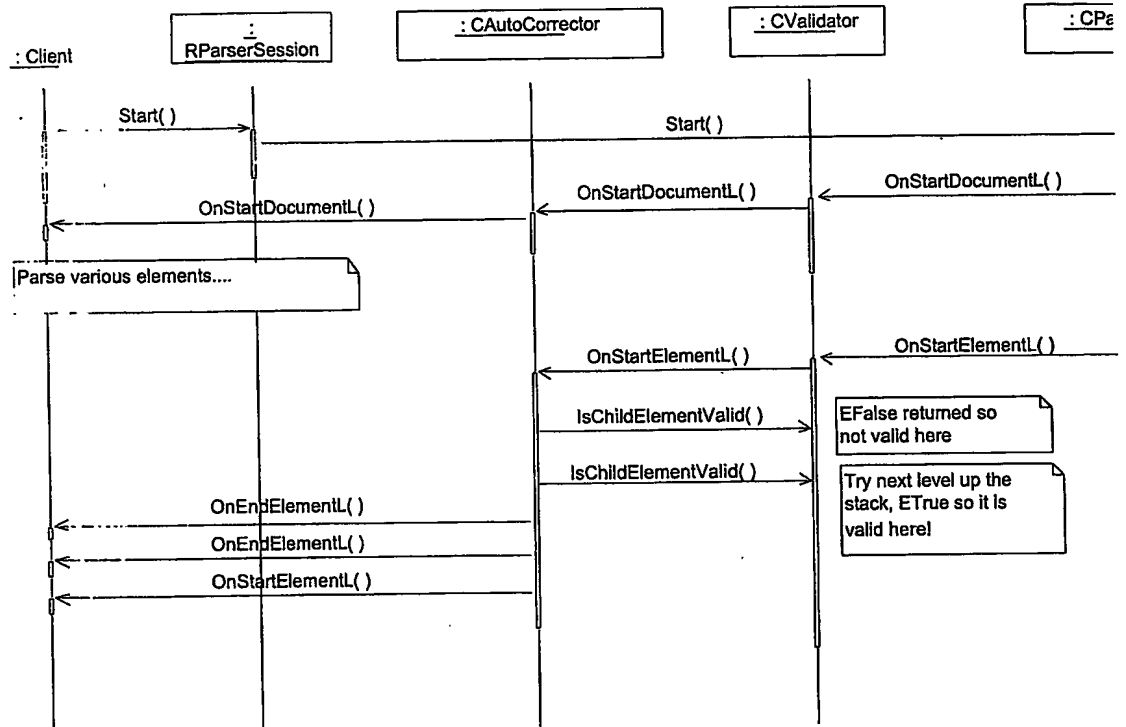 : Client
:
RParserSession
: CAutoCorrector
: CValidator
: CPa
Start( )
Start( )
OnStartDocumentL( )
OnStartDocumentL( )
OnStartDocumentL( )
Parse various elements....
OnStartElementL( )
OnStartElementL( )
IsChildElementValid( )
EFalse returned so
not valid here
IsChildElementValid( )
Try next level up the
stack, ETrue so it is
valid here!
OnEndElementL( )
OnEndElementL( )
OnStartElementL( )